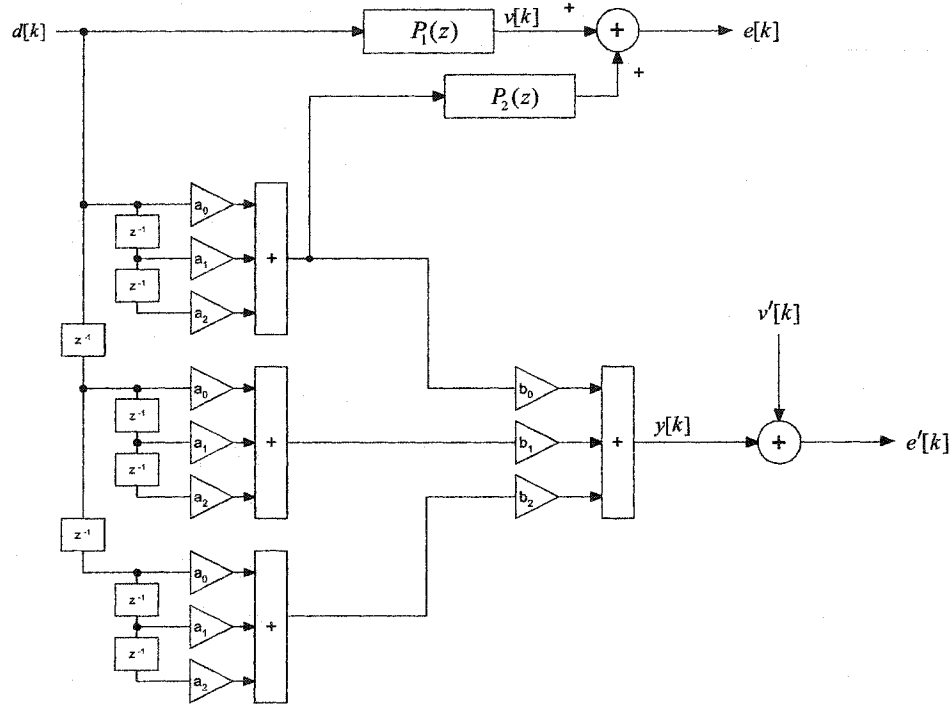 d[k] P₁(z) v[k] + + e[k]
+
P₂(z)
a₀
z⁻¹
a₁ +
z⁻¹
a₂
z⁻¹
v′[k]
a₀ b₀
z⁻¹
a₁ + b₁ + y[k] + e′[k]
z⁻¹
a₂ b₂
z⁻¹
a₀
z⁻¹
a₁ +
z⁻¹
a₂